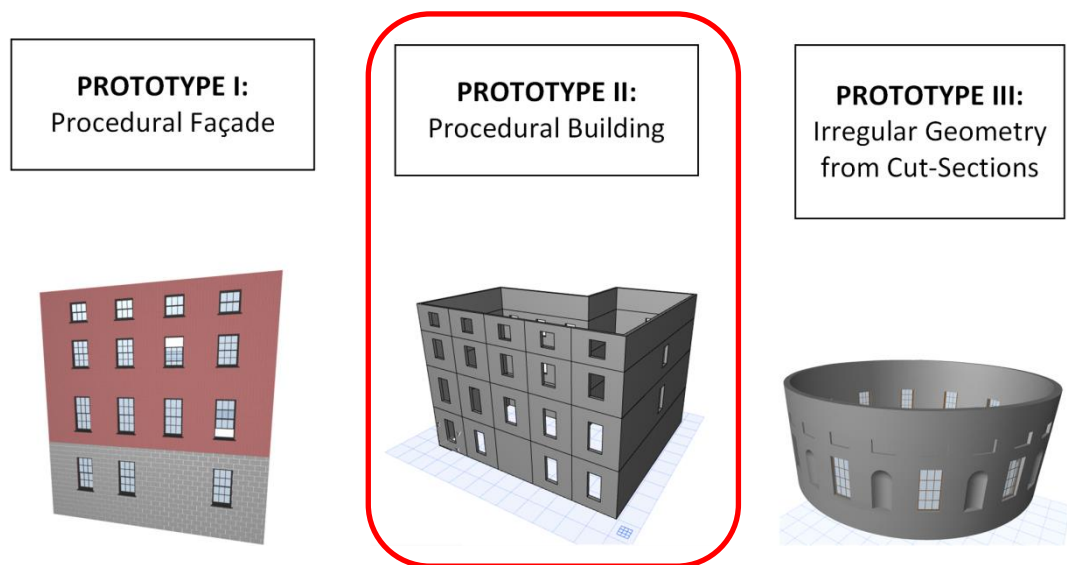 PROTOTYPE I:
Procedural Façade
PROTOTYPE II:
Procedural Building
PROTOTYPE III:
Irregular Geometry
from Cut-Sections